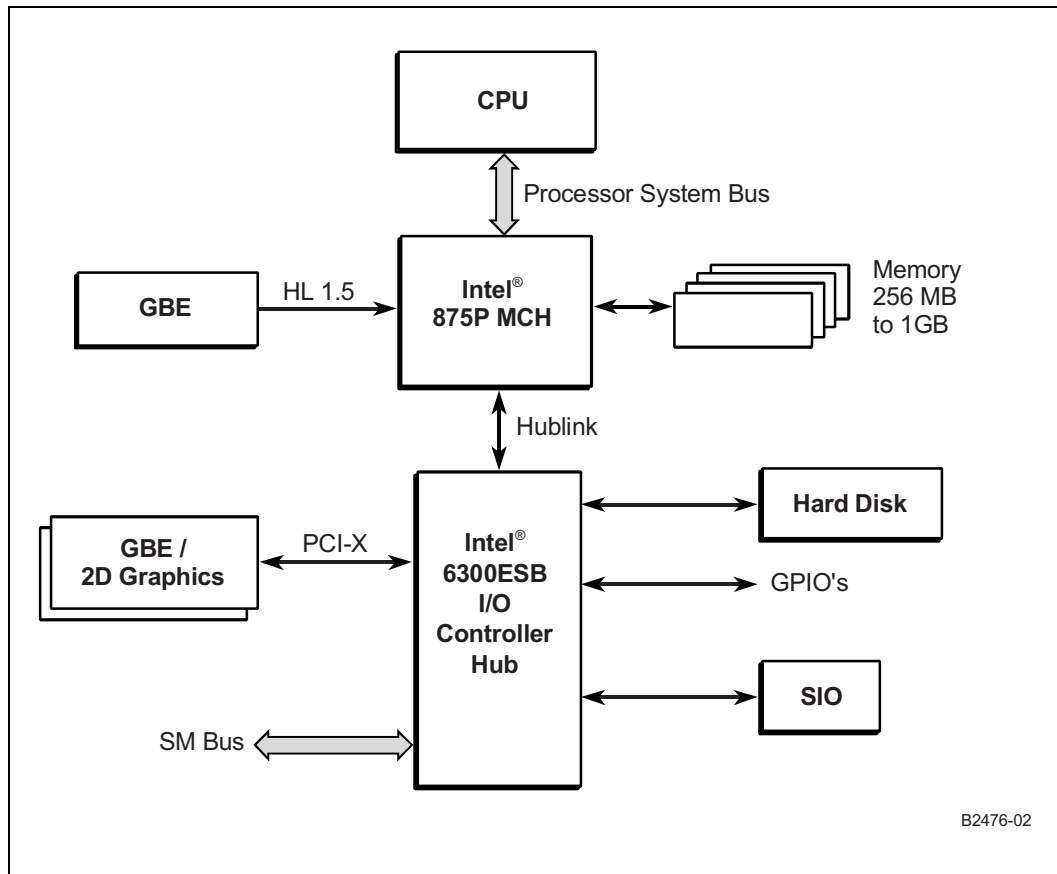 CPU
Processor System Bus
GBE
HL 1.5
Intel®
875P MCH
Memory
256 MB
to 1GB
Hublink
GBE /
2D Graphics
PCI-X
Intel®
6300ESB
I/O
Controller
Hub
Hard Disk
GPIO's
SIO
SM Bus
B2476-02